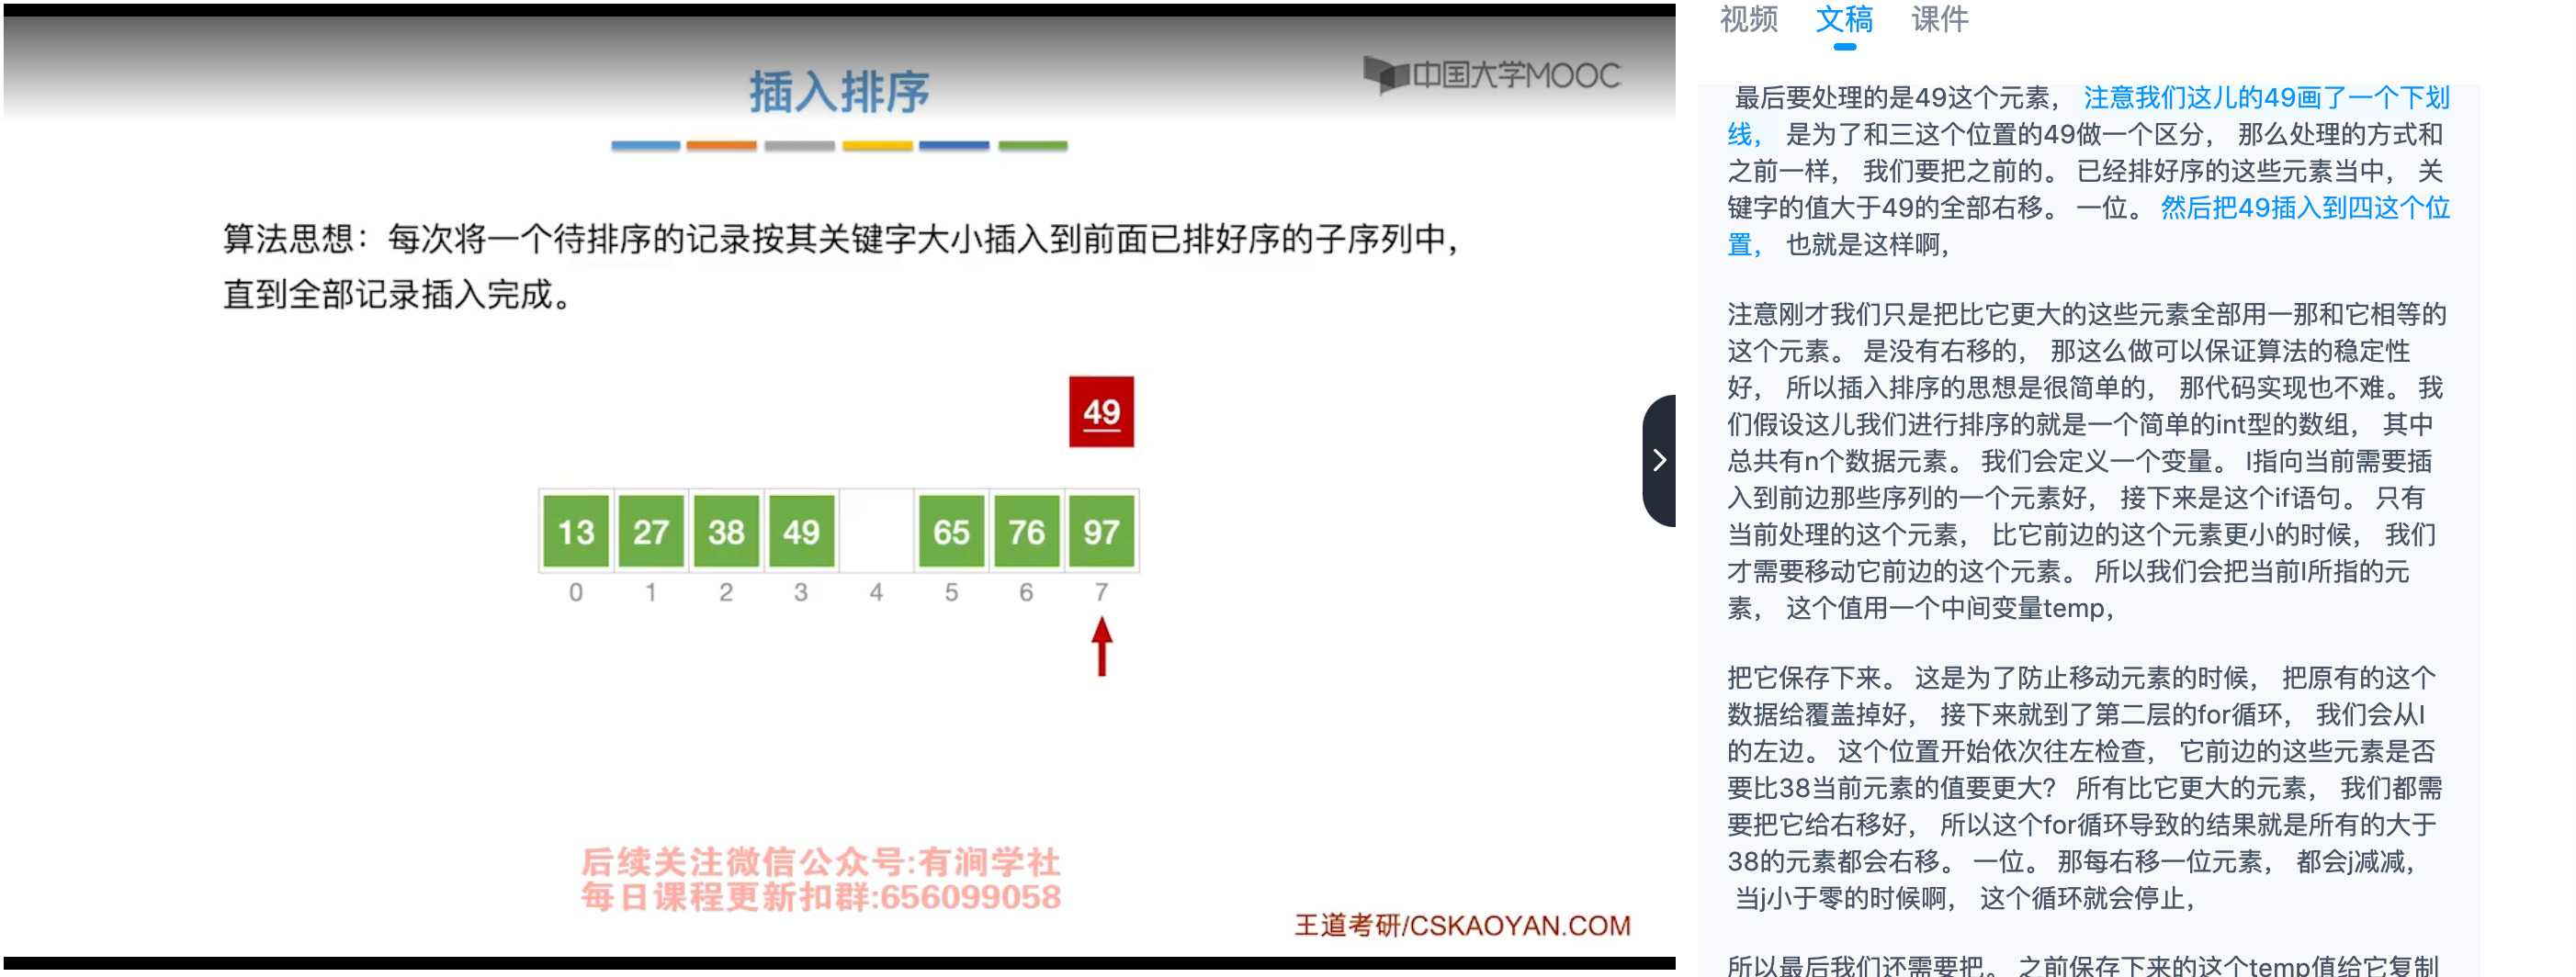 插入排序
中国大学MOOC
算法思想：每次将一个待排序的记录按其关键字大小插入到前面已排好序的子序列中，
直到全部记录插入完成。
49
13 27 38 49 65 76 97
0 1 2 3 4 5 6 7
后续关注微信公众号:有涧学社
每日课程更新扣群:656099058
王道考研/CSKAOYAN.COM
视频 文稿 课件
最后要处理的是49这个元素， 注意我们这儿的49画了一个下划
线， 是为了和三这个位置的49做一个区分， 那么处理的方式和
之前一样， 我们要把之前的。 已经排好序的这些元素当中， 关
键字的值大于49的全部右移。 一位。 然后把49插入到四这个位
置， 也就是这样啊，
注意刚才我们只是把比它更大的这些元素全部用一那和它相等的
这个元素。 是没有右移的， 那这么做可以保证算法的稳定性
好， 所以插入排序的思想是很简单的， 那代码实现也不难。 我
们假设这儿我们进行排序的就是一个简单的int型的数组， 其中
总共有n个数据元素。 我们会定义一个变量。 I指向当前需要插
入到前边那些序列的一个元素好， 接下来是这个if语句。 只有
当前处理的这个元素， 比它前边的这个元素更小的时候， 我们
才需要移动它前边的这个元素。 所以我们会把当前I所指的元
素， 这个值用一个中间变量temp，
把它保存下来。 这是为了防止移动元素的时候， 把原有的这个
数据给覆盖掉好， 接下来就到了第二层的for循环， 我们会从I
的左边。 这个位置开始依次往左检查， 它前边的这些元素是否
要比38当前元素的值要更大？ 所有比它更大的元素， 我们都需
要把它给右移好， 所以这个for循环导致的结果就是所有的大于
38的元素都会右移。 一位。 那每右移一位元素， 都会j减减，
当j小于零的时候啊， 这个循环就会停止，
所以最后我们还需要把。 之前保存下来的这个temp值给它复制